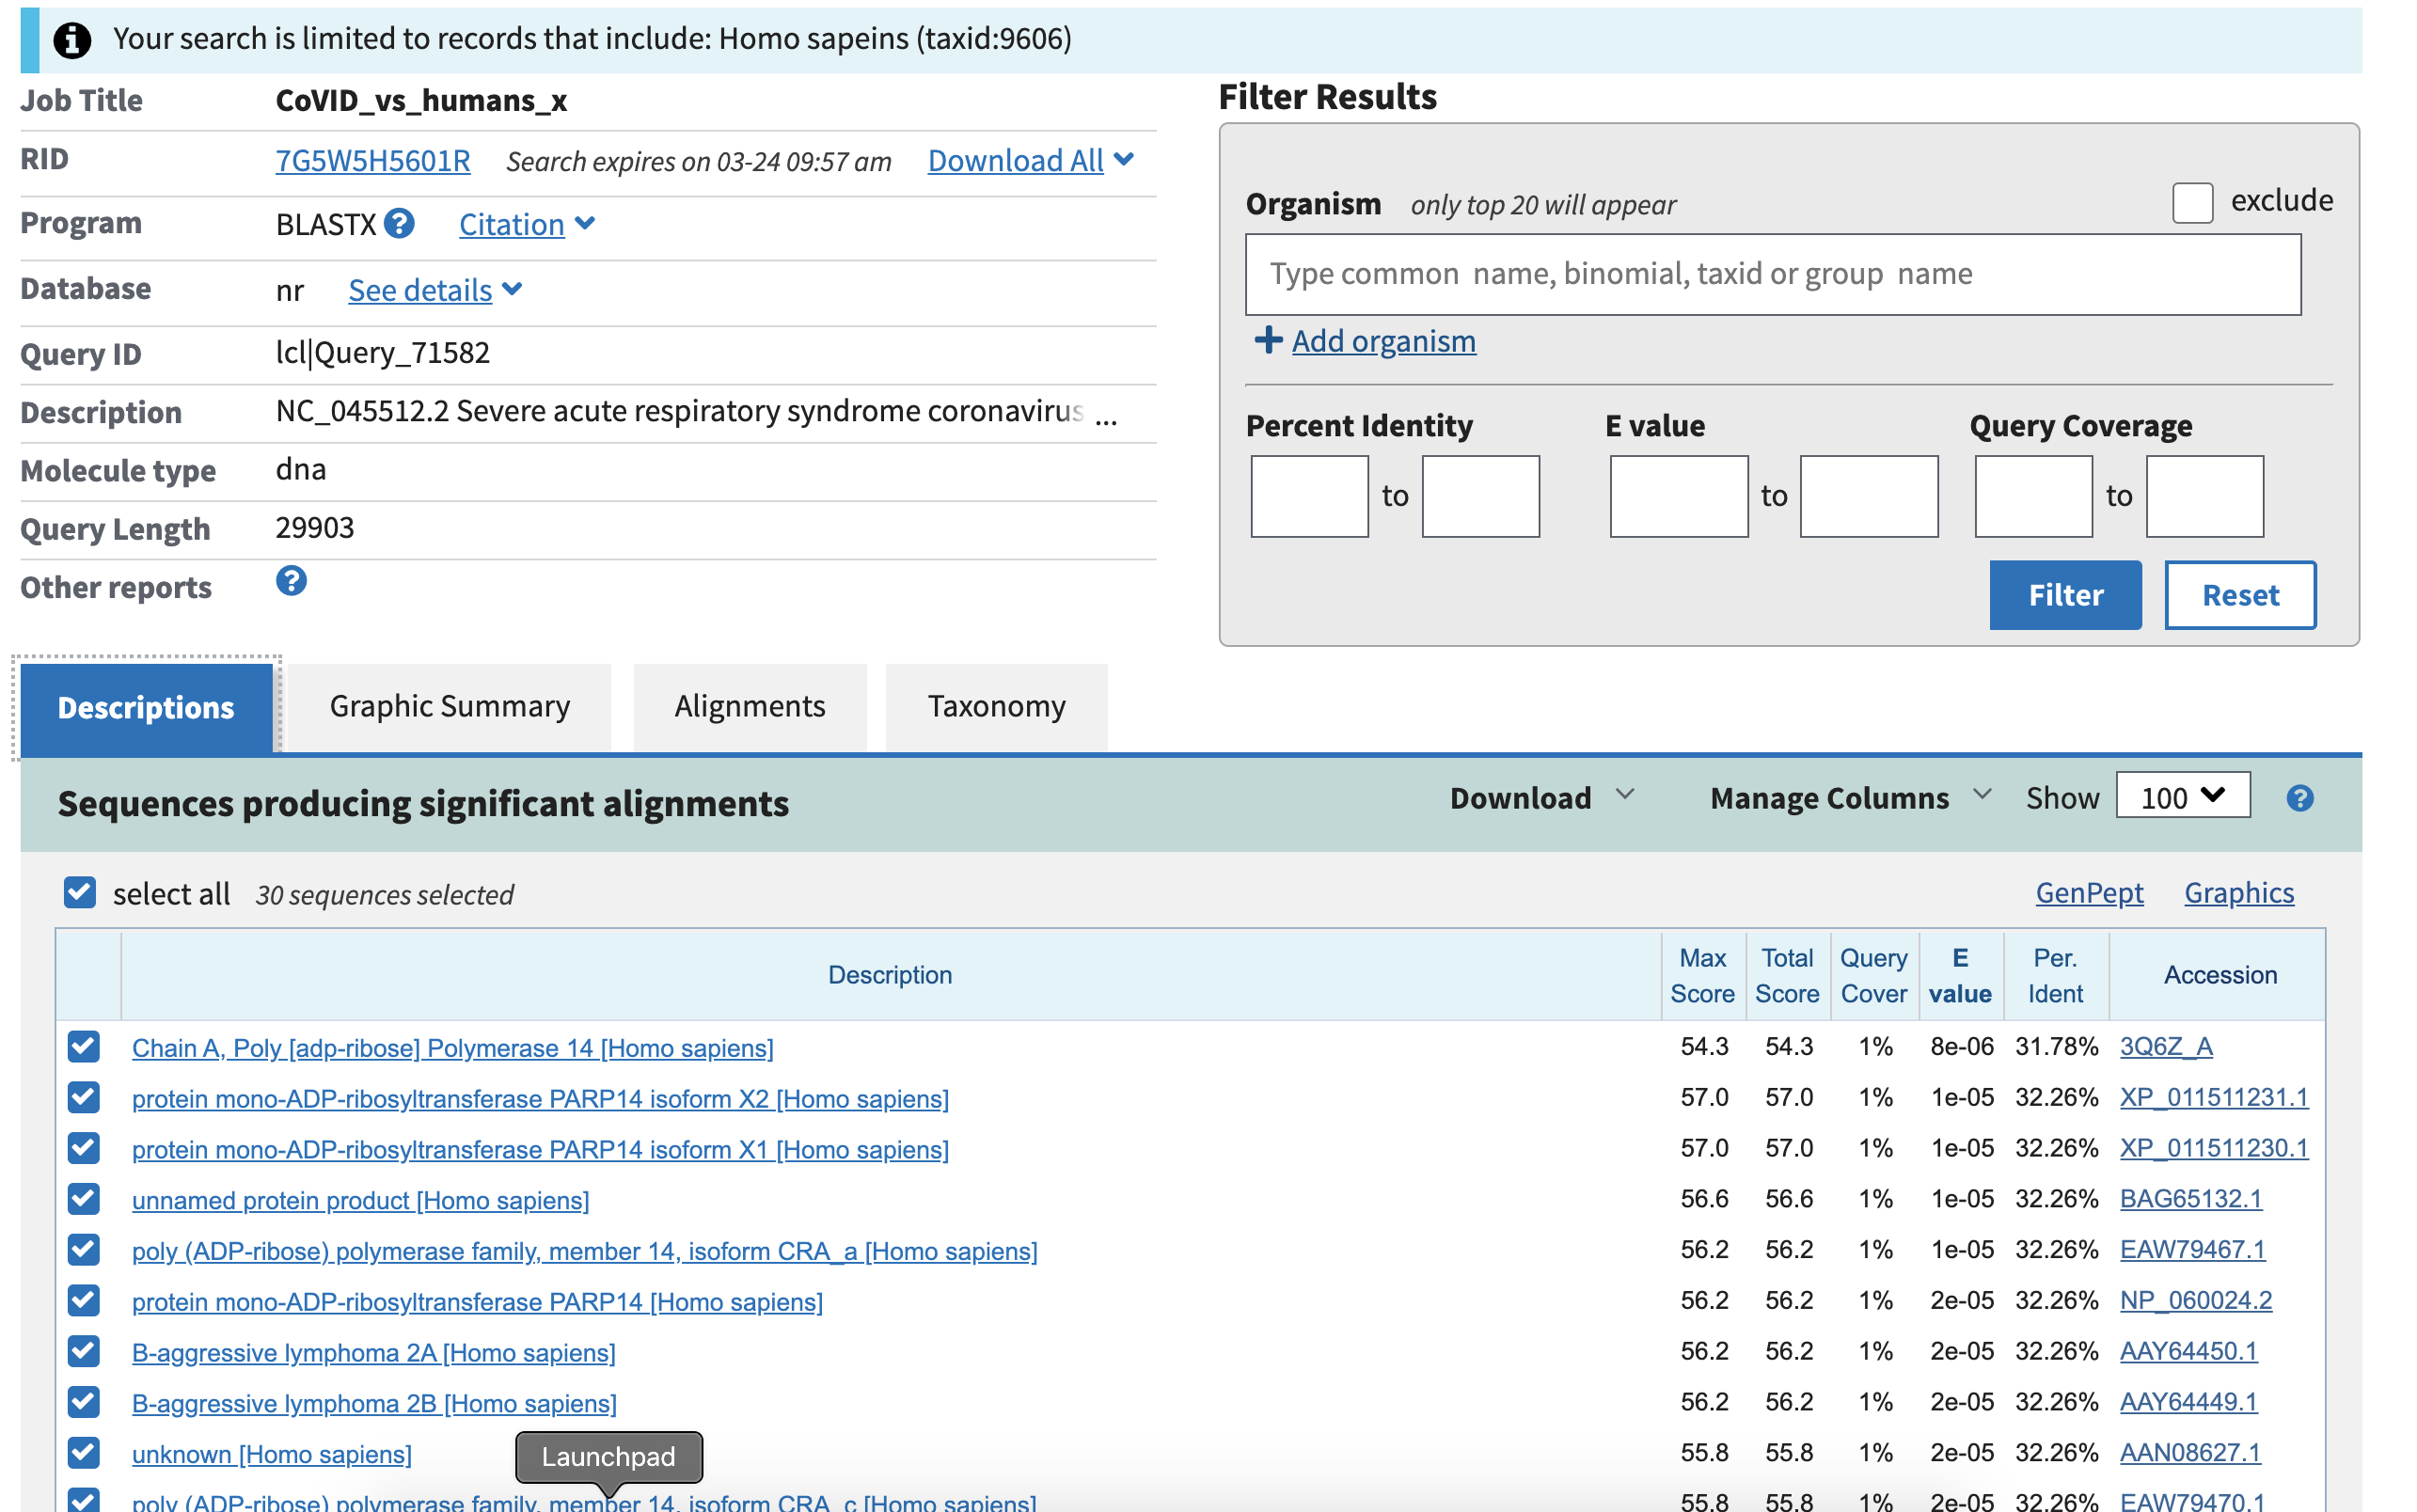 Your search is limited to records that include: Homo sapeins (taxid:9606)
Job Title CoVID_vs_humans_x
RID 7G5W5H5601R Search expires on 03-24 09:57 am Download All
Program BLASTX Citation
Database nr See details
Query ID lcl|Query_71582
Description NC_045512.2 Severe acute respiratory syndrome coronavirus ...
Molecule type dna
Query Length 29903
Other reports
Filter Results
Organism only top 20 will appear exclude
Type common name, binomial, taxid or group name
Add organism
Percent Identity E value Query Coverage
to to to
Filter Reset
Descriptions Graphic Summary Alignments Taxonomy
Sequences producing significant alignments Download Manage Columns Show 100
select all 30 sequences selected GenPept Graphics
Description Max Score Total Score Query Cover E value Per. Ident Accession
Chain A, Poly [adp-ribose] Polymerase 14 [Homo sapiens] 54.3 54.3 1% 8e-06 31.78% 3Q6Z_A
protein mono-ADP-ribosyltransferase PARP14 isoform X2 [Homo sapiens] 57.0 57.0 1% 1e-05 32.26% XP_011511231.1
protein mono-ADP-ribosyltransferase PARP14 isoform X1 [Homo sapiens] 57.0 57.0 1% 1e-05 32.26% XP_011511230.1
unnamed protein product [Homo sapiens] 56.6 56.6 1% 1e-05 32.26% BAG65132.1
poly (ADP-ribose) polymerase family, member 14, isoform CRA_a [Homo sapiens] 56.2 56.2 1% 1e-05 32.26% EAW79467.1
protein mono-ADP-ribosyltransferase PARP14 [Homo sapiens] 56.2 56.2 1% 2e-05 32.26% NP_060024.2
B-aggressive lymphoma 2A [Homo sapiens] 56.2 56.2 1% 2e-05 32.26% AAY64450.1
B-aggressive lymphoma 2B [Homo sapiens] 56.2 56.2 1% 2e-05 32.26% AAY64449.1
unknown [Homo sapiens] 55.8 55.8 1% 2e-05 32.26% AAN08627.1
Launchpad
poly (ADP-ribose) polymerase family, member 14, isoform CRA_c [Homo sapiens] 55.8 55.8 1% 2e-05 32.26% EAW79470.1